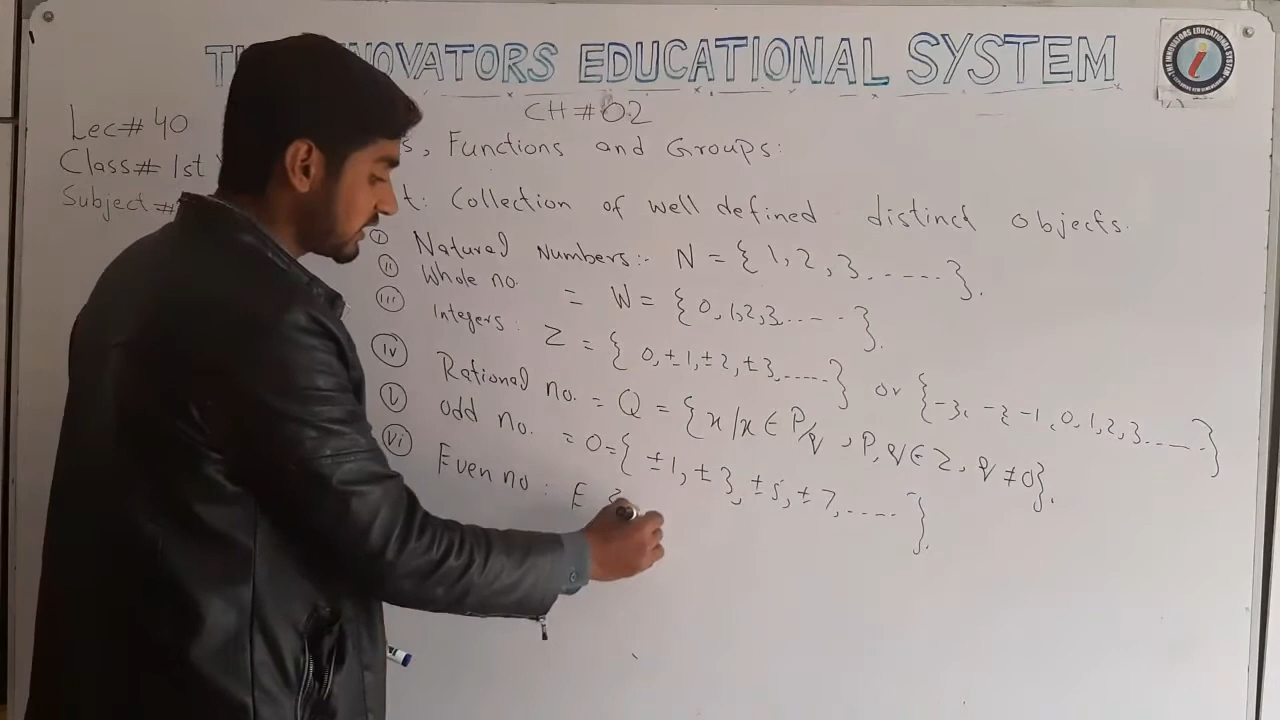 INNOVATORS EDUCATIONAL SYSTEM
CH # 02
Lec# 40
Class# 1st
Subject #
, Functions and Groups:
t: Collection of well defined distinct objects.
i Natural Numbers:- N = { 1, 2, 3 ------ }.
ii Whole no. = W = { 0, 1, 2, 3, ... - - }.
iii Integers: Z = { 0, ±1, ±2, ±3, ----- } or { -3, -2 -1, 0, 1, 2, 3 ----- }
iv Rational no. = Q = { x / x ∈ P/q , P, q ∈ Z, q ≠ 0 }.
v Odd no. = O = { ±1, ±3, ±5, ±7, ----- }.
vi Even no: E